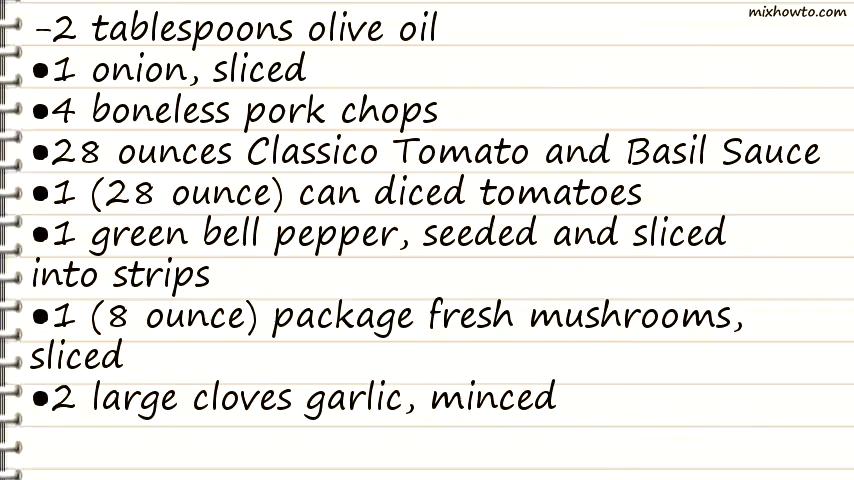 mixhowto.com
-2 tablespoons olive oil
•1 onion, sliced
•4 boneless pork chops
•28 ounces Classico Tomato and Basil Sauce
•1 (28 ounce) can diced tomatoes
•1 green bell pepper, seeded and sliced
into strips
•1 (8 ounce) package fresh mushrooms,
sliced
•2 large cloves garlic, minced